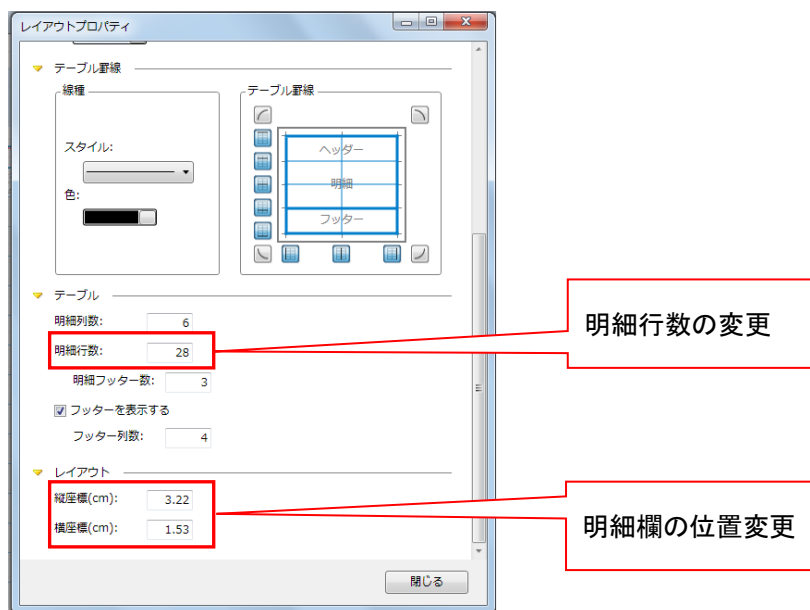 レイアウトプロパティ
テーブル罫線
線種
スタイル:
色:
テーブル罫線
ヘッダー
明細
フッター
テーブル
明細列数: 6
明細行数: 28
明細フッター数: 3
フッターを表示する
フッター列数: 4
レイアウト
縦座標(cm): 3.22
横座標(cm): 1.53
閉じる
明細行数の変更
明細欄の位置変更